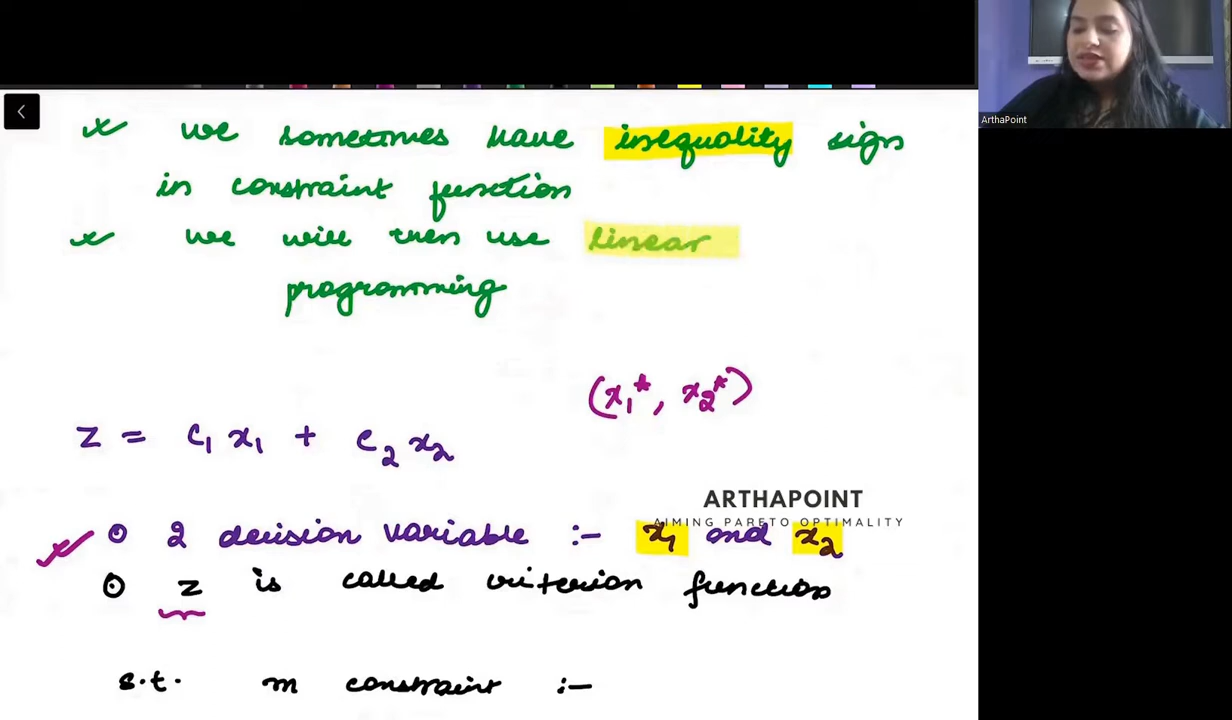 we sometimes have inequality sign
in constraint function
we will then use linear
programming
(x₁*, x₂*)
z = c₁x₁ + c₂x₂
ARTHAPOINT
AIMING PARETO OPTIMALITY
2 decision variable :- x₁ and x₂
z is called criterion function
s.t. m constraint :-
ArthaPoint